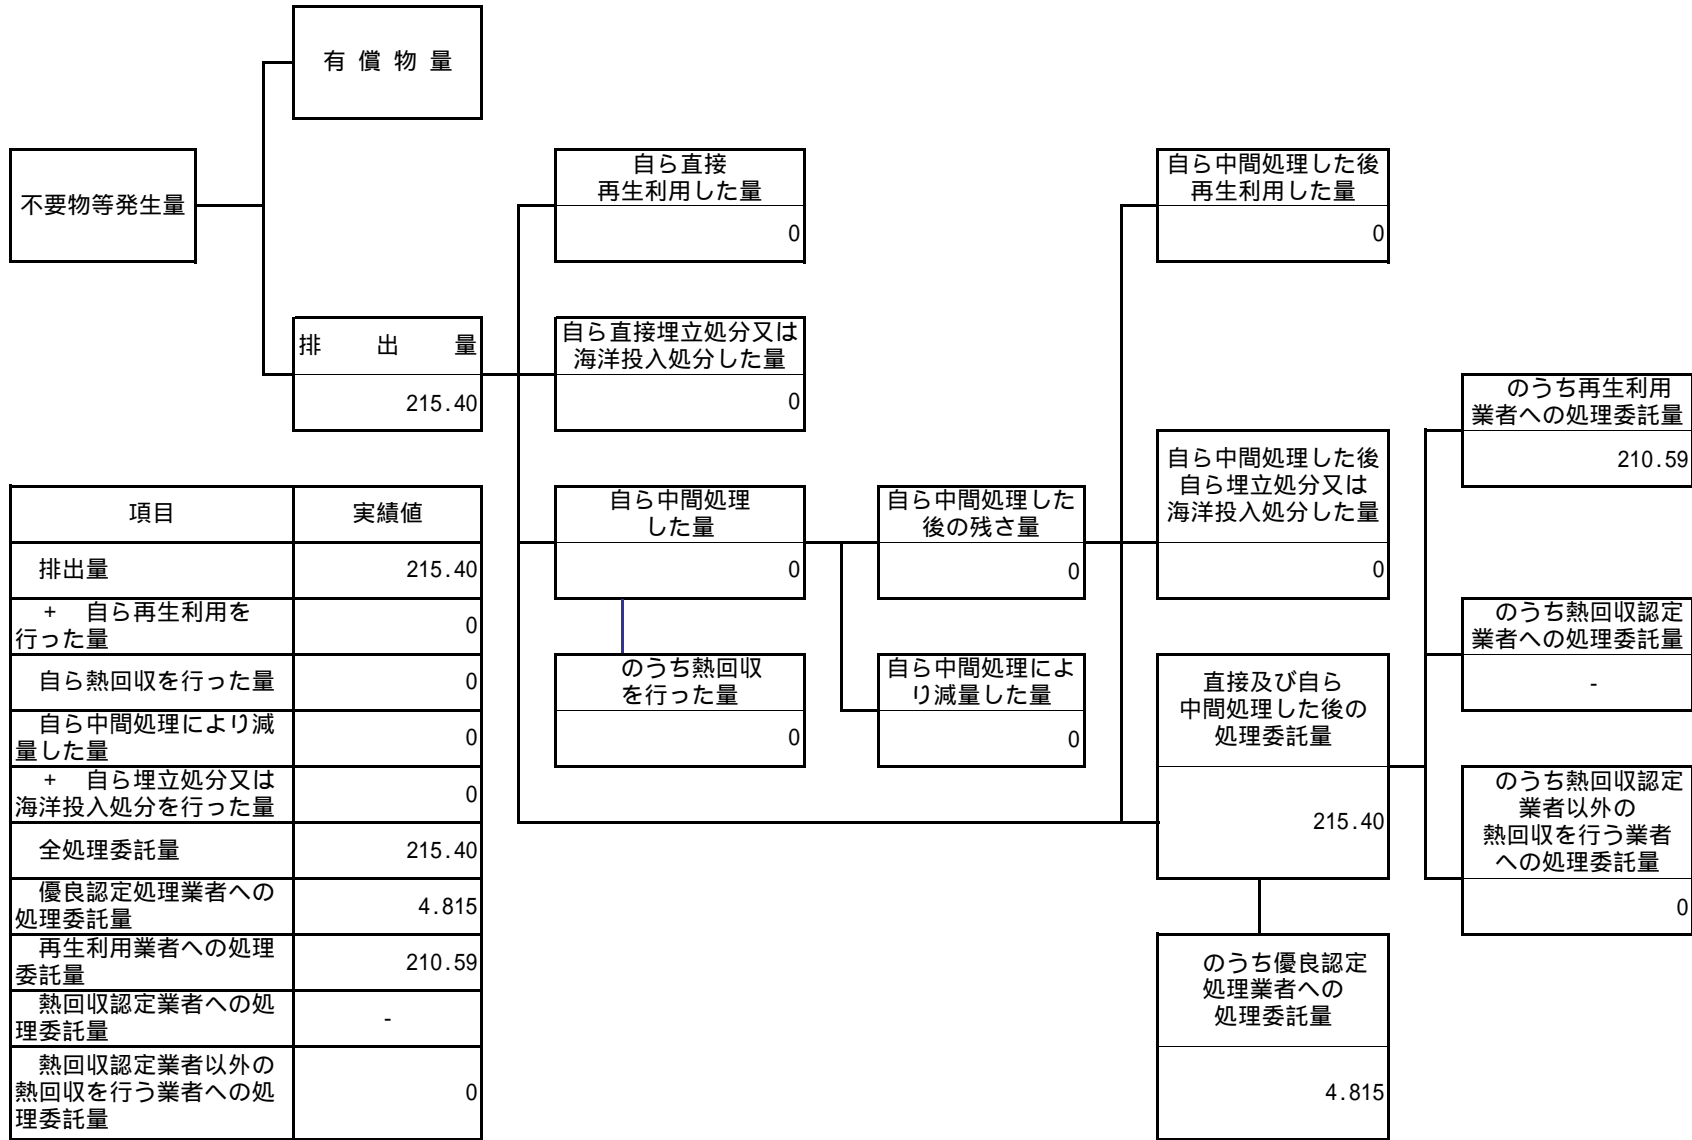 有 償 物 量
不要物等発生量
排 出 量
215.40
自ら直接
再生利用した量
0
自ら直接埋立処分又は
海洋投入処分した量
0
自ら中間処理
した量
0
のうち熱回収
を行った量
0
自ら中間処理した
後の残さ量
0
自ら中間処理によ
り減量した量
0
自ら中間処理した後
再生利用した量
0
自ら中間処理した後
自ら埋立処分又は
海洋投入処分した量
0
直接及び自ら
中間処理した後の
処理委託量
215.40
のうち優良認定
処理業者への
処理委託量
4.815
のうち再生利用
業者への処理委託量
210.59
のうち熱回収認定
業者への処理委託量
-
のうち熱回収認定
業者以外の
熱回収を行う業者
への処理委託量
0
項目 実績値
排出量 215.40
+ 自ら再生利用を
行った量 0
自ら熱回収を行った量 0
自ら中間処理により減
量した量 0
+ 自ら埋立処分又は
海洋投入処分を行った量 0
全処理委託量 215.40
優良認定処理業者への
処理委託量 4.815
再生利用業者への処理
委託量 210.59
熱回収認定業者への処
理委託量 -
熱回収認定業者以外の
熱回収を行う業者への処 0
理委託量